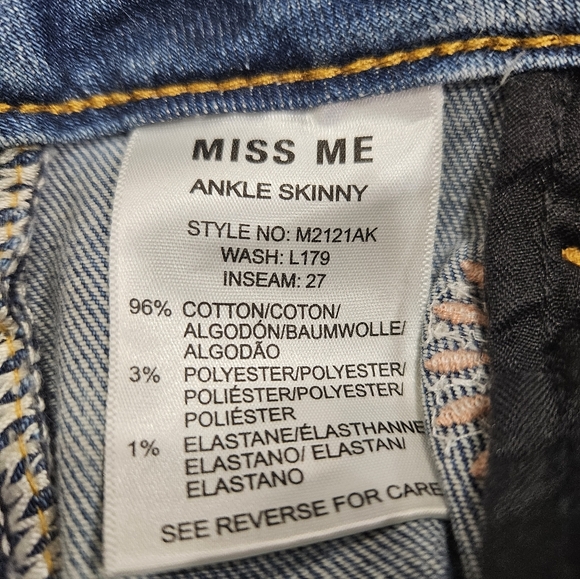 MISS ME
ANKLE SKINNY
STYLE NO: M2121AK
WASH: L179
INSEAM: 27
96% COTTON/COTON/
ALGODÓN/BAUMWOLLE/
ALGODÃO
3% POLYESTER/POLYESTER/
POLIÉSTER/POLYESTER/
POLIÉSTER
1% ELASTANE/ÉLASTHANNE
ELASTANO/ ELASTAN/
ELASTANO
SEE REVERSE FOR CARE